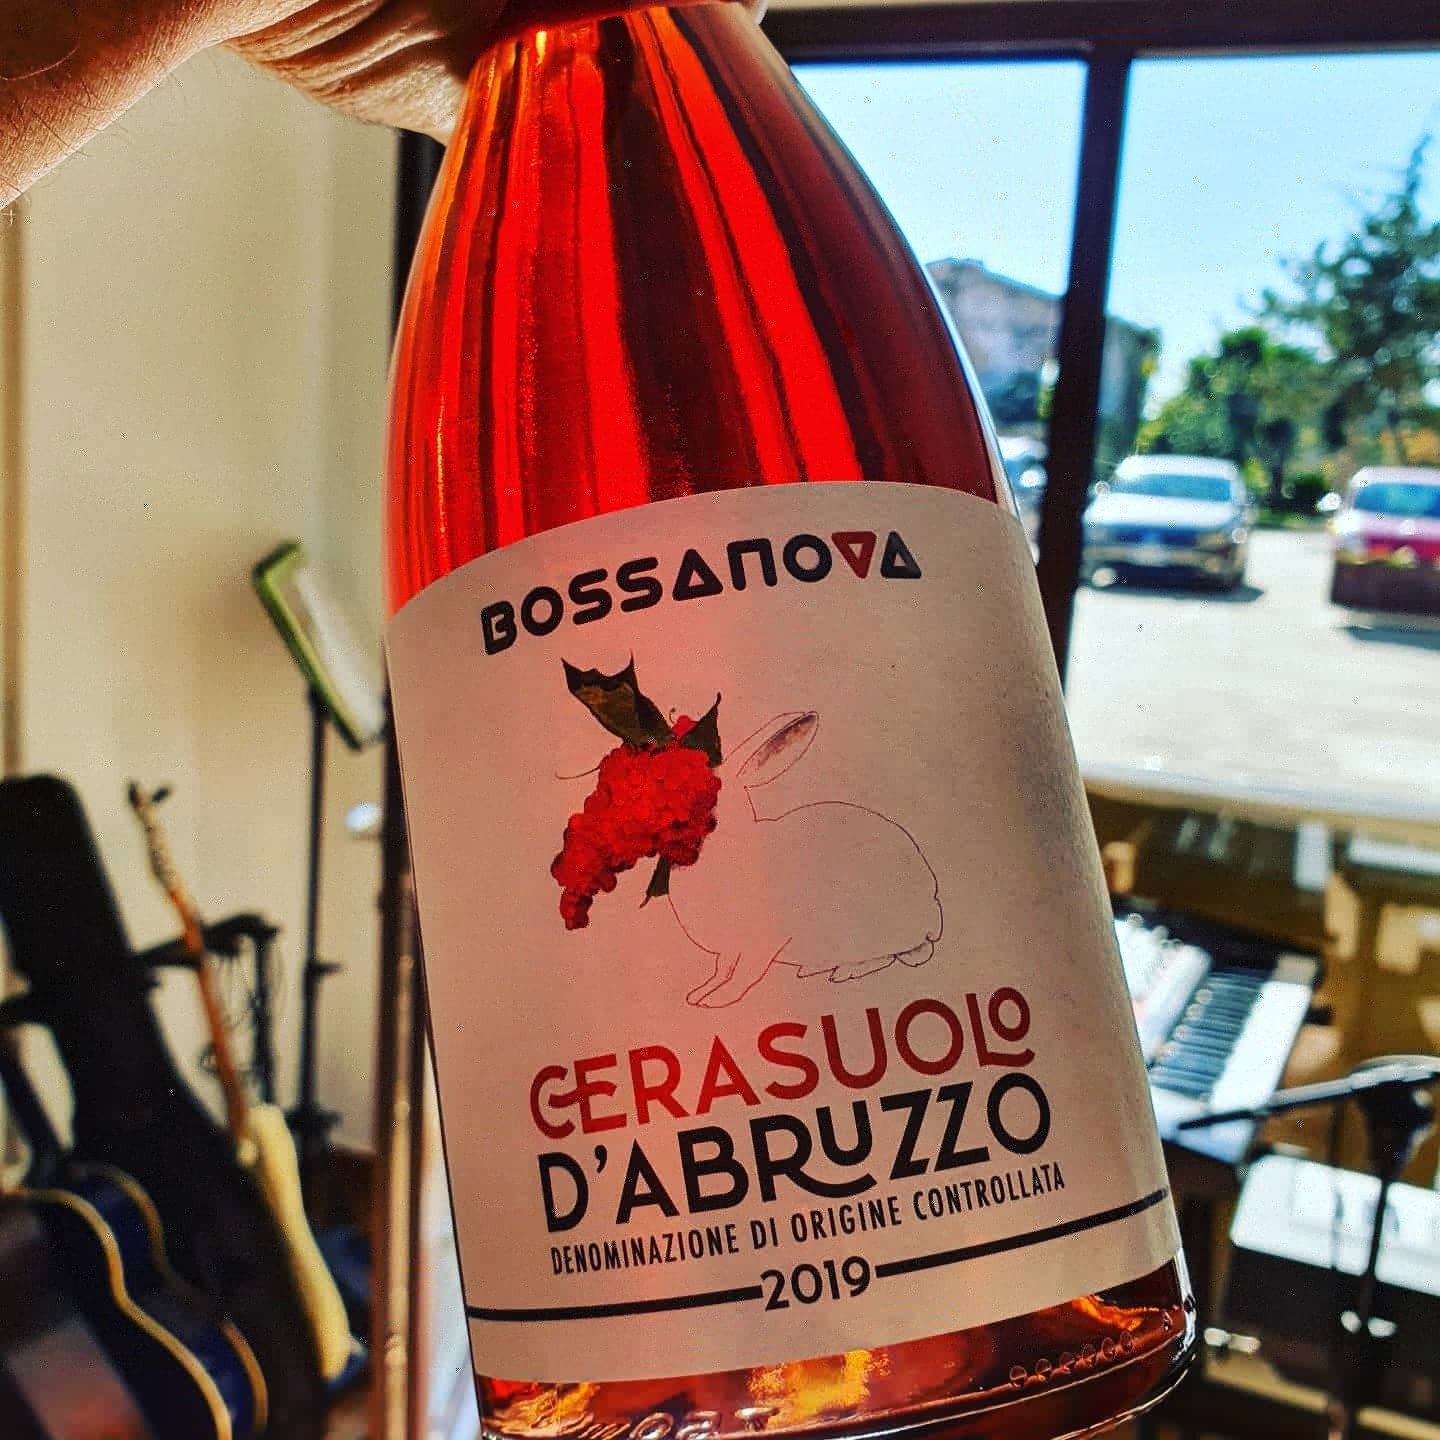 BOSSANOVA
CERASUOLO
D'ABRUZZO
DENOMINAZIONE DI ORIGINE CONTROLLATA
2019